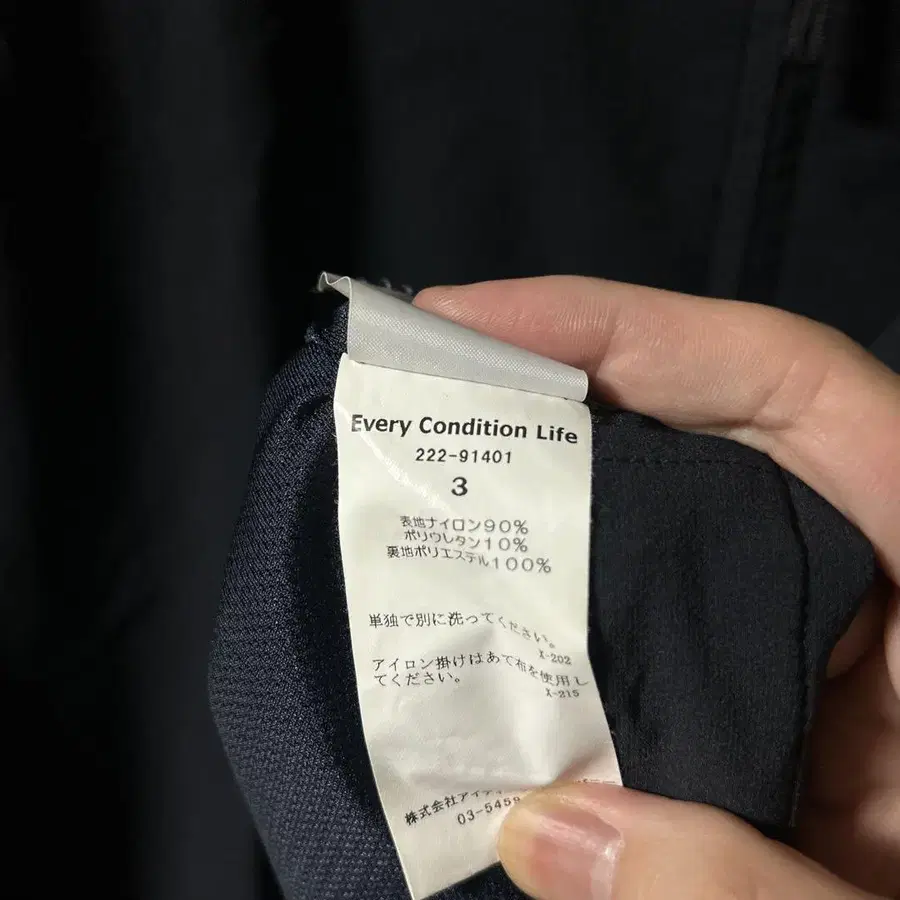 Every Condition Life
222-91401
3
表地ナイロン90%
ポリウレタン10%
裏地ポリエステル100%
単独で別に洗ってください。
X-202
アイロン掛けはあて布を使用し
てください。
X-215
株式会社アイ
03-5459